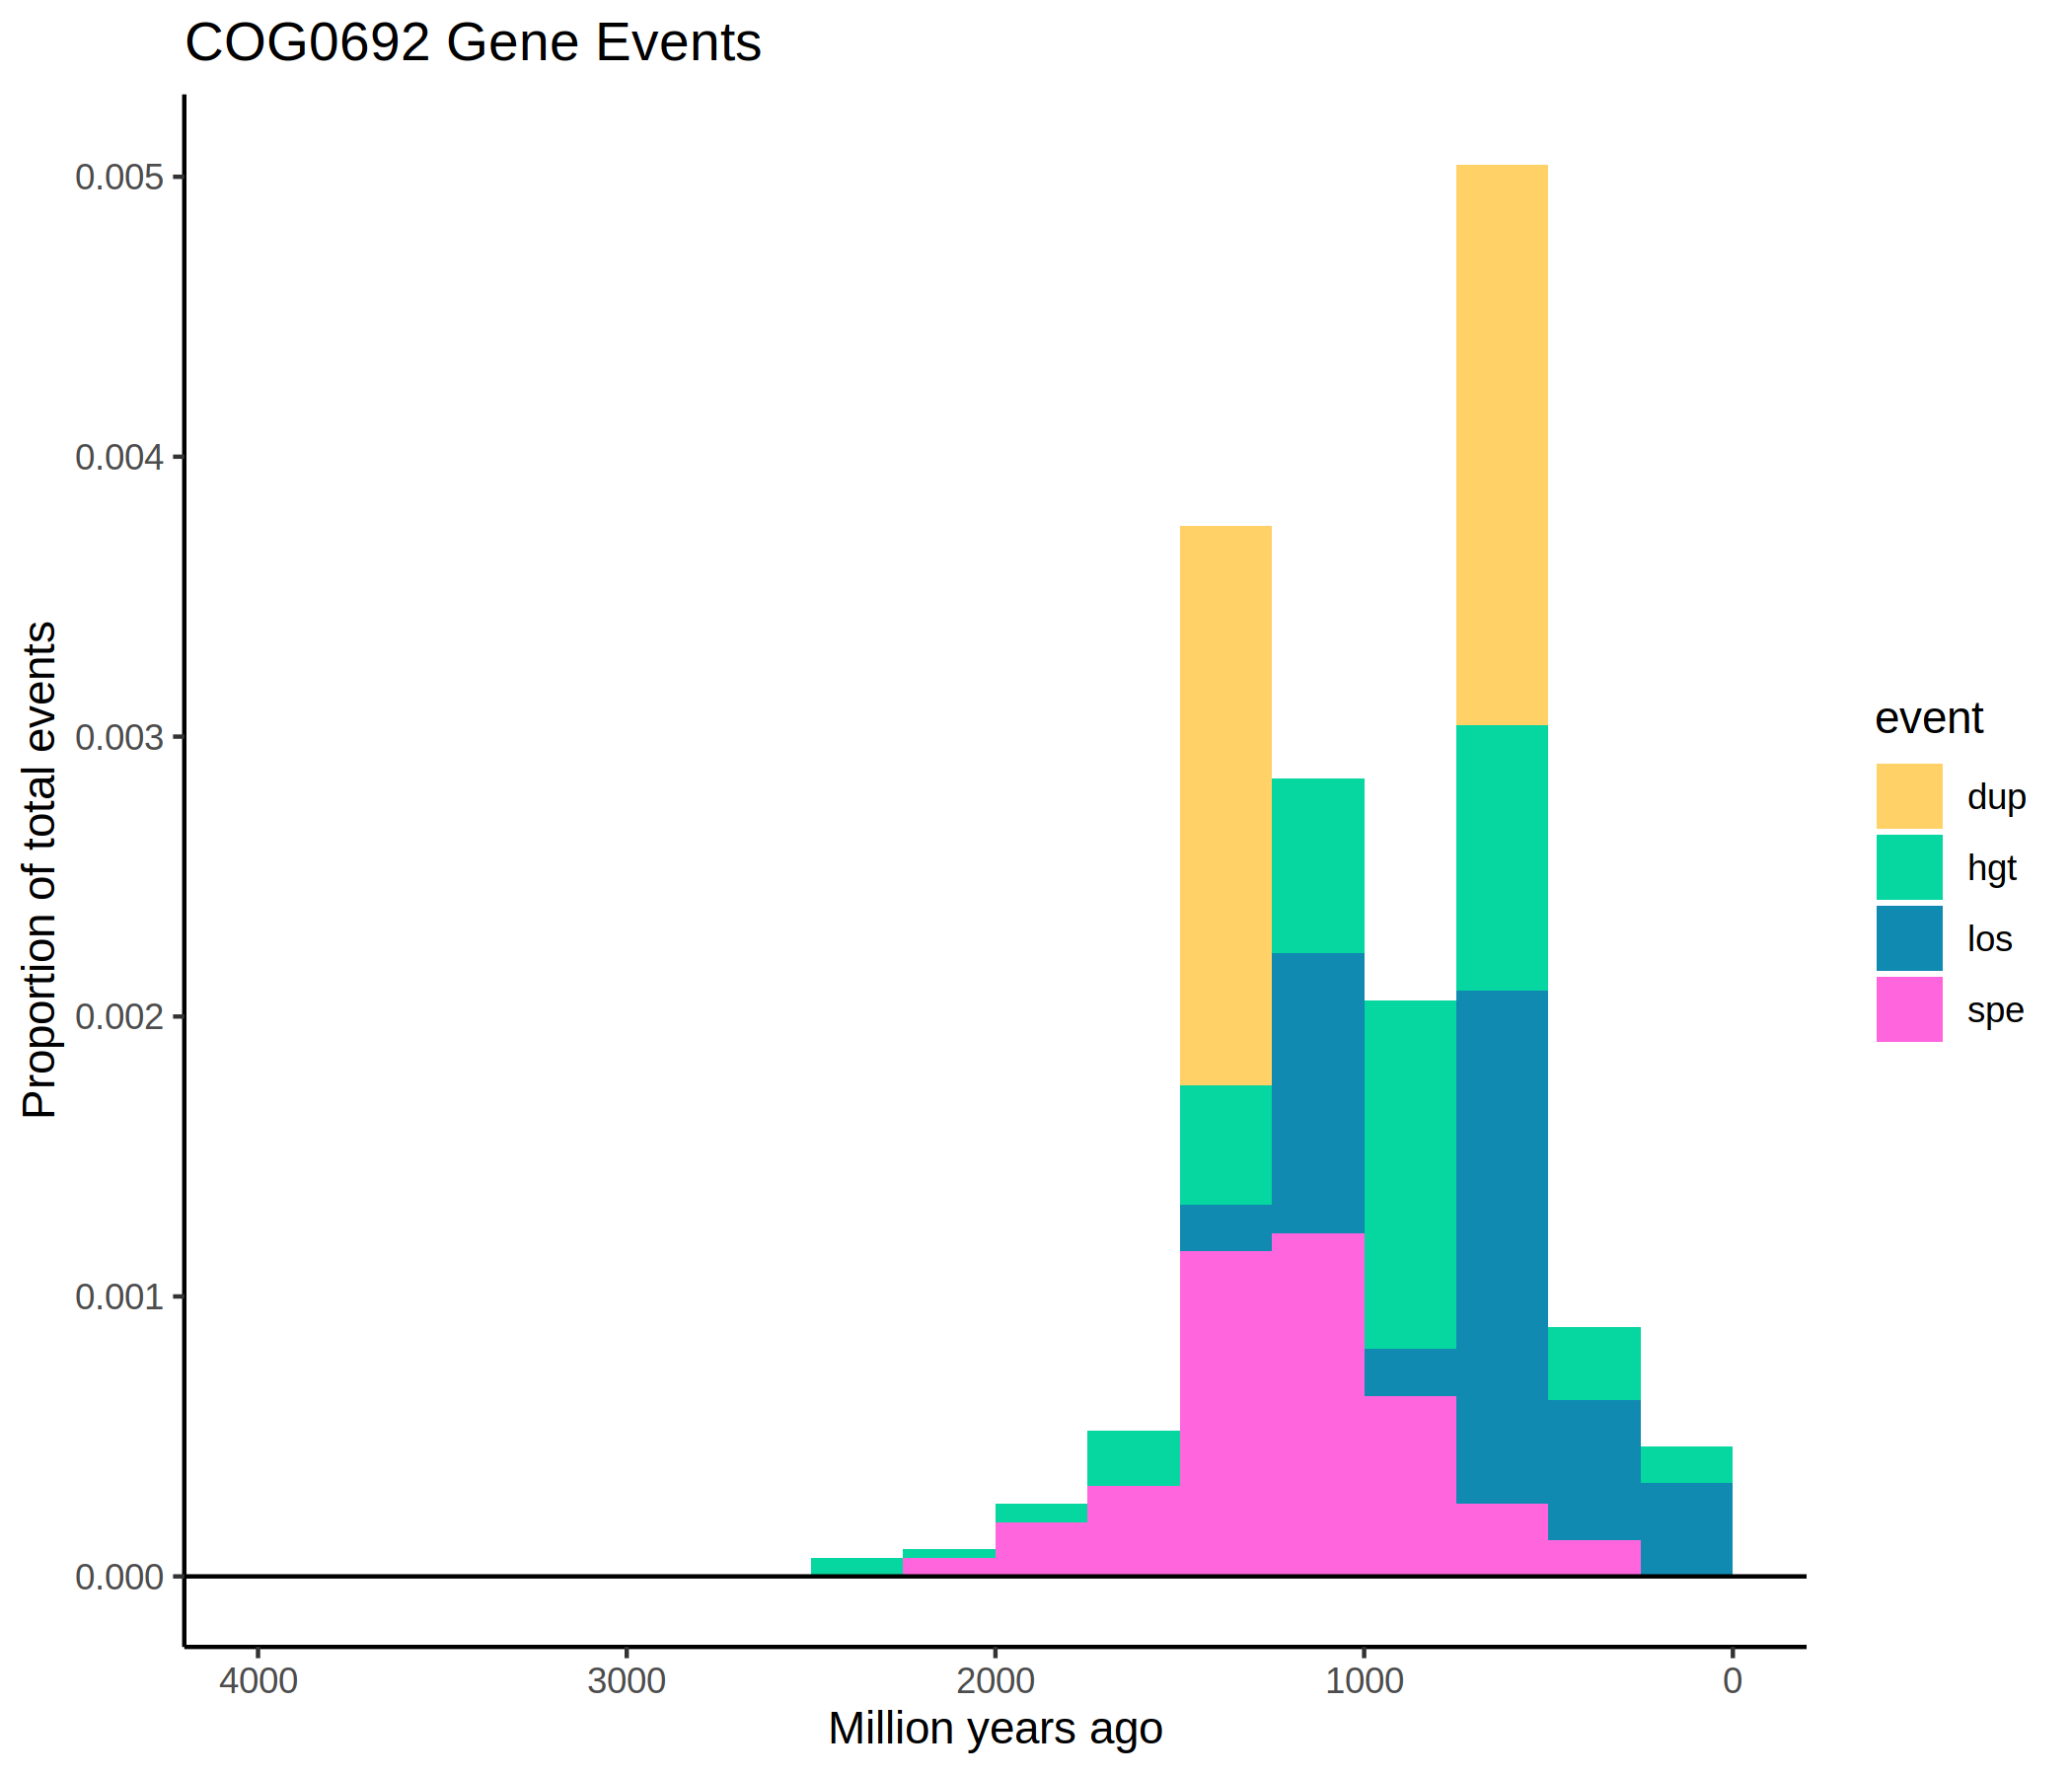 COG0692 Gene Events
Proportion of total events
0.005
0.004
0.003
0.002
0.001
0.000
4000 3000 2000 1000 0
Million years ago
event
dup
hgt
los
spe